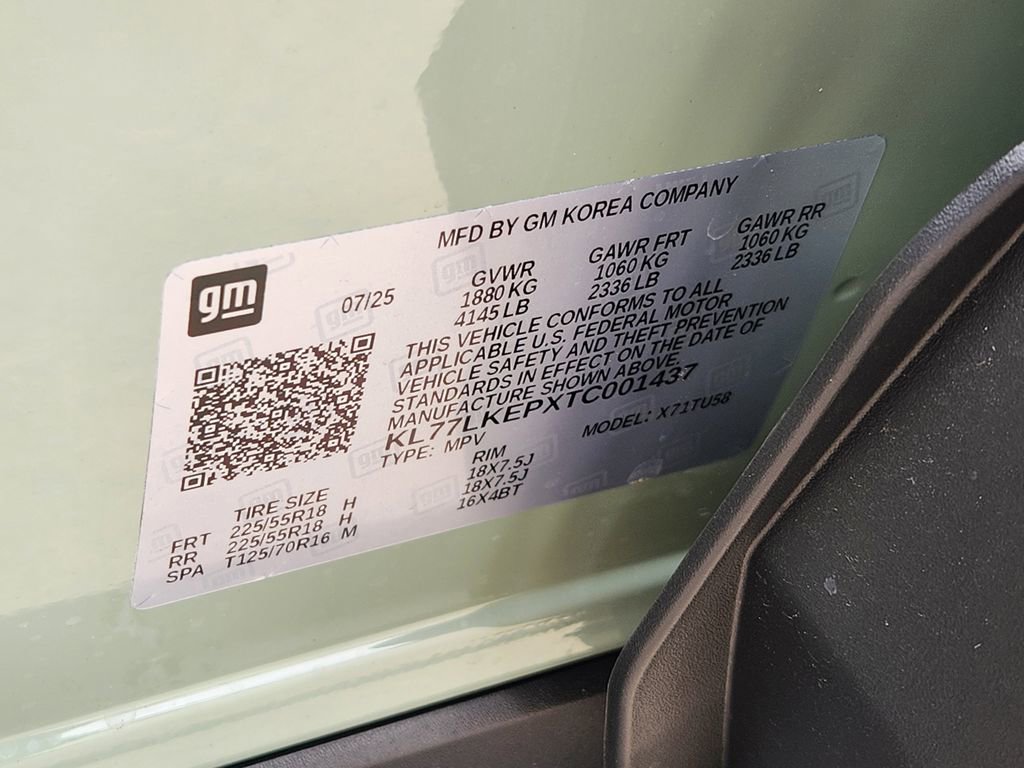 gm
MFD BY GM KOREA COMPANY
07/25
GVWR GAWR FRT GAWR RR
1880 KG 1060 KG 1060 KG
4145 LB 2336 LB 2336 LB
THIS VEHICLE CONFORMS TO ALL
APPLICABLE U.S. FEDERAL MOTOR
VEHICLE SAFETY AND THEFT PREVENTION
STANDARDS IN EFFECT ON THE DATE OF
MANUFACTURE SHOWN ABOVE.
KL77LKEPXTC001437
TYPE: MPV MODEL: X71TU58
TIRE SIZE RIM
FRT 225/55R18 H 18X7.5J
RR 225/55R18 H 18X7.5J
SPA T125/70R16 M 16X4BT